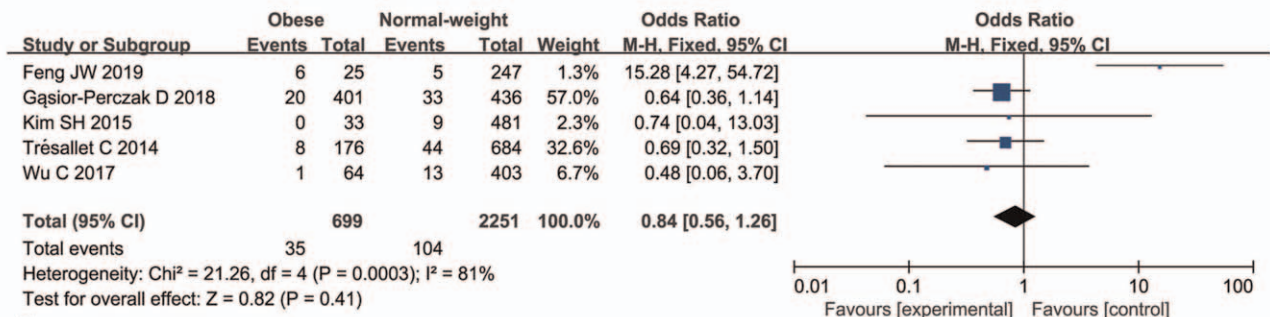 Obese Normal-weight Odds Ratio Odds Ratio
Study or Subgroup Events Total Events Total Weight M-H, Fixed, 95% CI M-H, Fixed, 95% CI
Feng JW 2019 6 25 5 247 1.3% 15.28 [4.27, 54.72]
Gąsior-Perczak D 2018 20 401 33 436 57.0% 0.64 [0.36, 1.14]
Kim SH 2015 0 33 9 481 2.3% 0.74 [0.04, 13.03]
Trésallet C 2014 8 176 44 684 32.6% 0.69 [0.32, 1.50]
Wu C 2017 1 64 13 403 6.7% 0.48 [0.06, 3.70]
Total (95% CI) 699 2251 100.0% 0.84 [0.56, 1.26]
Total events 35 104
Heterogeneity: Chi² = 21.26, df = 4 (P = 0.0003); I² = 81%
Test for overall effect: Z = 0.82 (P = 0.41)
0.01 0.1 1 10 100
Favours [experimental] Favours [control]